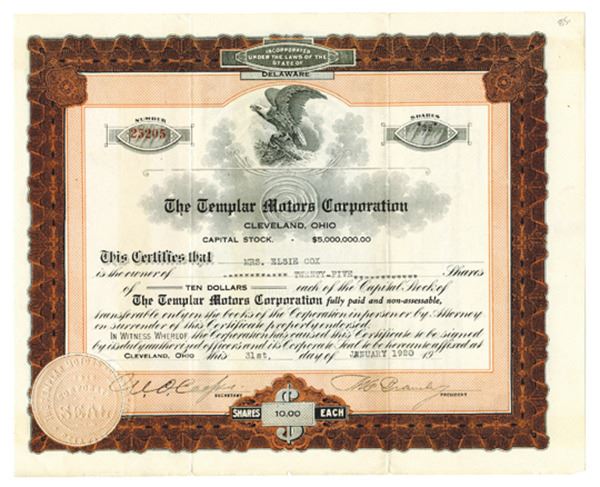 INCORPORATED
UNDER THE LAWS OF THE
STATE OF
DELAWARE
NUMBER
25205
SHARES
The Templar Motors Corporation
CLEVELAND, OHIO
CAPITAL STOCK. - $5,000,000.00
This Certifies that MRS. ELSIE COX
is the owner of TWENTY-FIVE Shares
of TEN DOLLARS each of the Capital Stock of
The Templar Motors Corporation fully paid and non-assessable,
transferable only on the books of the Corporation in person or by Attorney
on surrender of this Certificate properly endorsed.
In Witness Whereof, the Corporation has caused this Certificate to be signed
by its duly authorized officers and its Corporate Seal to be hereunto affixed at
CLEVELAND, OHIO this 31st. day of JANUARY 1920 19
SECRETARY
PRESIDENT
SEAL
SHARES 10.00 EACH